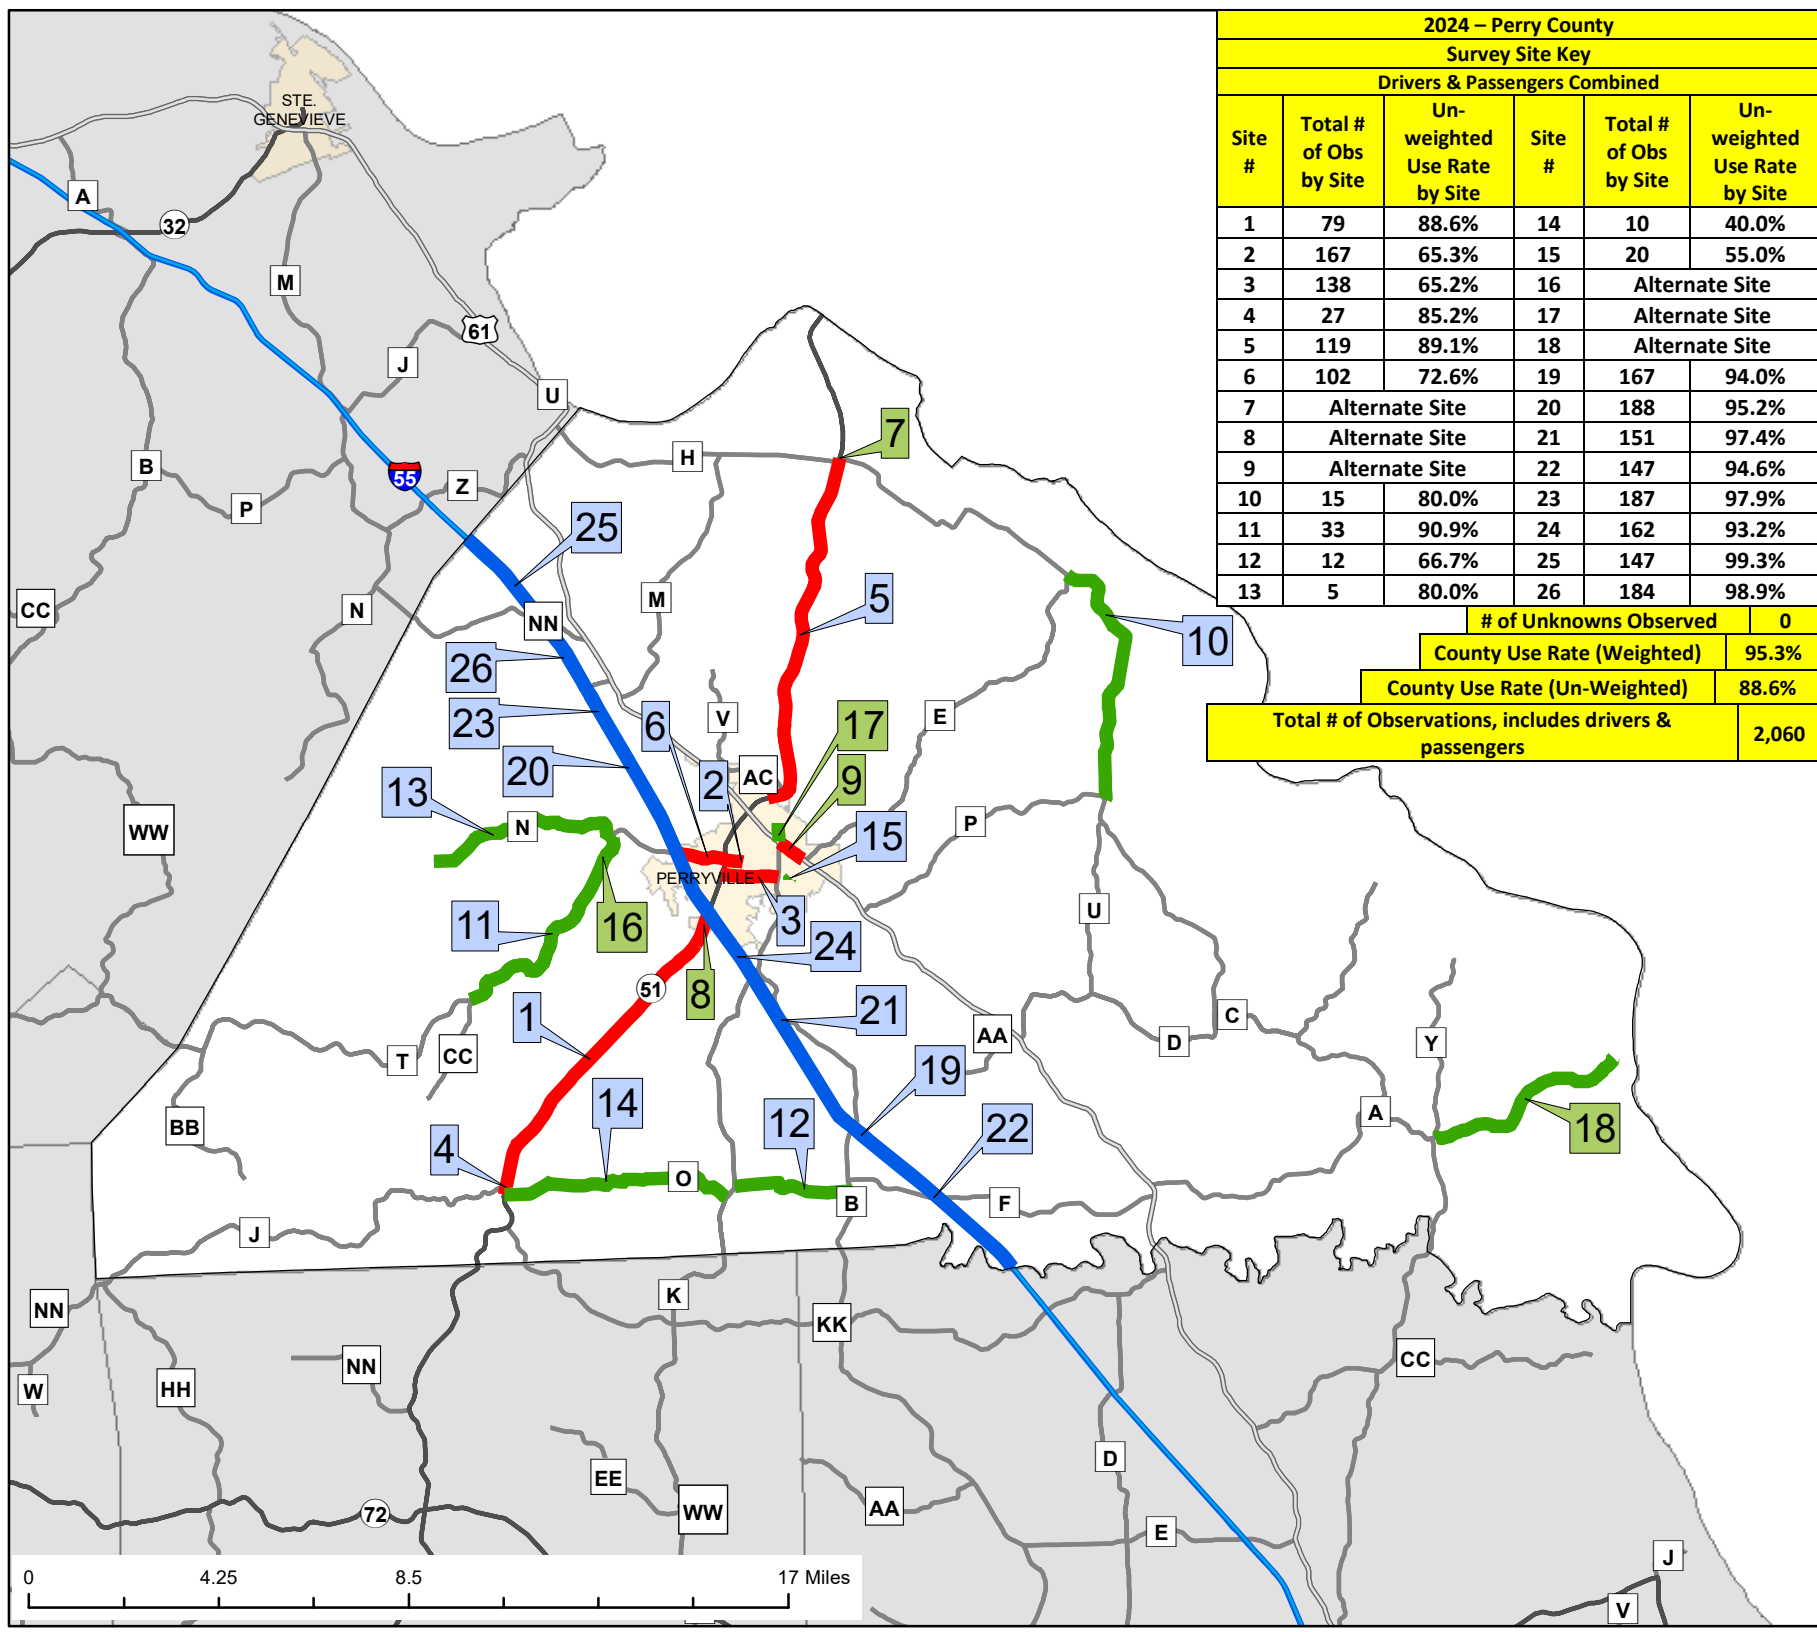 2024 – Perry County
Survey Site Key
Drivers & Passengers Combined
Site # Total # of Obs by Site Un-weighted Use Rate by Site Site # Total # of Obs by Site Un-weighted Use Rate by Site
1 79 88.6% 14 10 40.0%
2 167 65.3% 15 20 55.0%
3 138 65.2% 16 Alternate Site
4 27 85.2% 17 Alternate Site
5 119 89.1% 18 Alternate Site
6 102 72.6% 19 167 94.0%
7 Alternate Site 20 188 95.2%
8 Alternate Site 21 151 97.4%
9 Alternate Site 22 147 94.6%
10 15 80.0% 23 187 97.9%
11 33 90.9% 24 162 93.2%
12 12 66.7% 25 147 99.3%
13 5 80.0% 26 184 98.9%
# of Unknowns Observed 0
County Use Rate (Weighted) 95.3%
County Use Rate (Un-Weighted) 88.6%
Total # of Observations, includes drivers &
passengers 2,060
STE.
GENEVIEVE
A
32
M
61
J
U
7
H
B
55
Z
P
25
CC
N
M
5
NN
10
26
23
6
V
17
E
20
2
AC
9
13
WW
N
15
P
PERRYVILLE
11
16
3
U
24
51
8
1
21
C
AA
D
Y
T
CC
19
14
12
22
A
18
BB
4
O
B
F
J
K
NN
KK
NN
CC
W
HH
D
EE
WW
AA
72
E
J
V
0 4.25 8.5 17 Miles